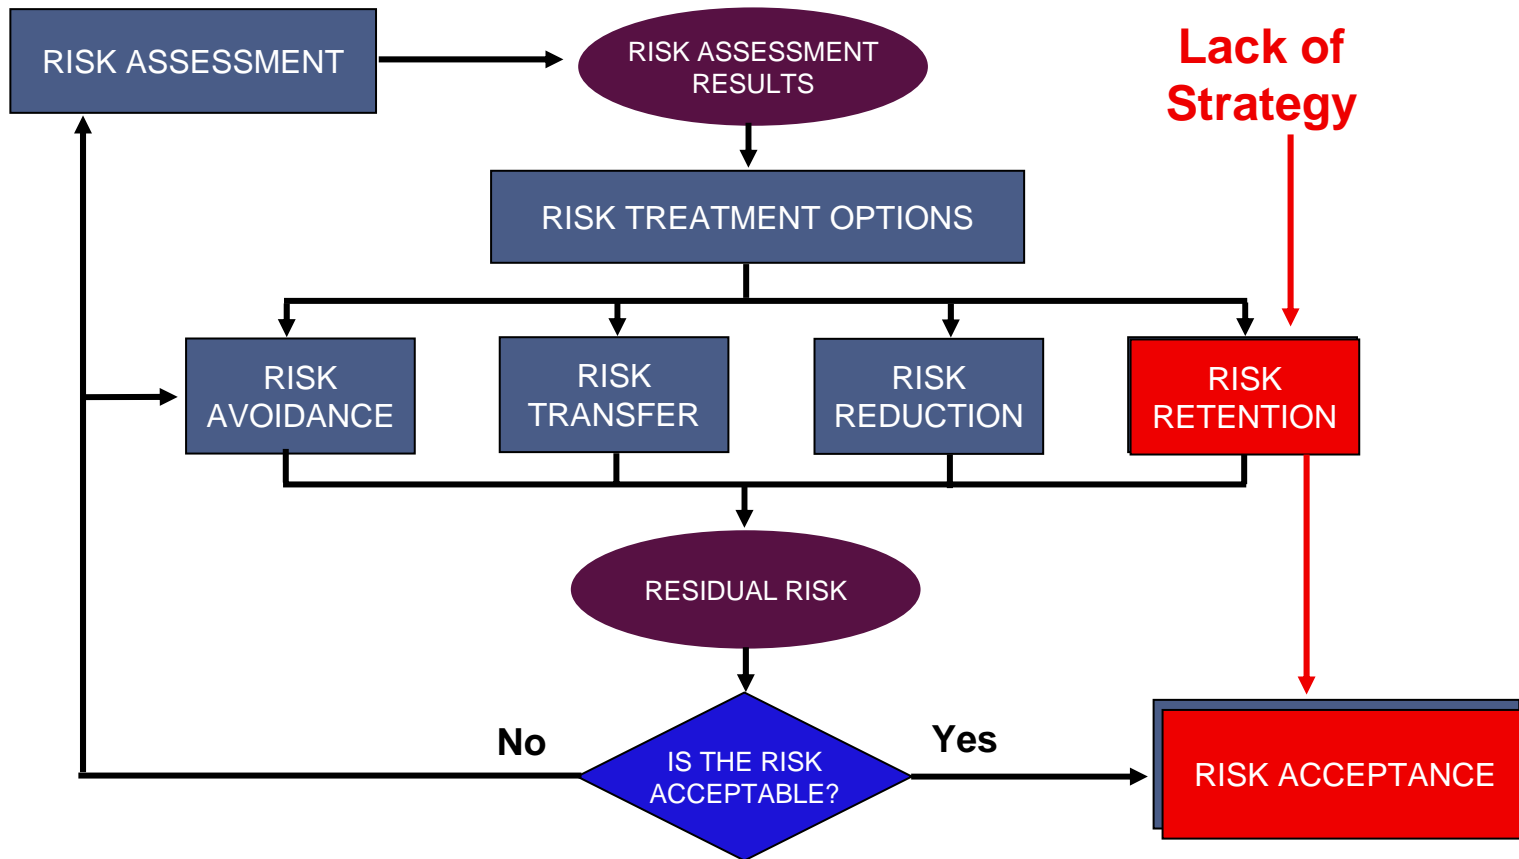 RISK ASSESSMENT
RISK ASSESSMENT
RESULTS
Lack of
Strategy
RISK TREATMENT OPTIONS
RISK
AVOIDANCE
RISK
TRANSFER
RISK
REDUCTION
RISK
RETENTION
RESIDUAL RISK
No
IS THE RISK
ACCEPTABLE?
Yes
RISK ACCEPTANCE